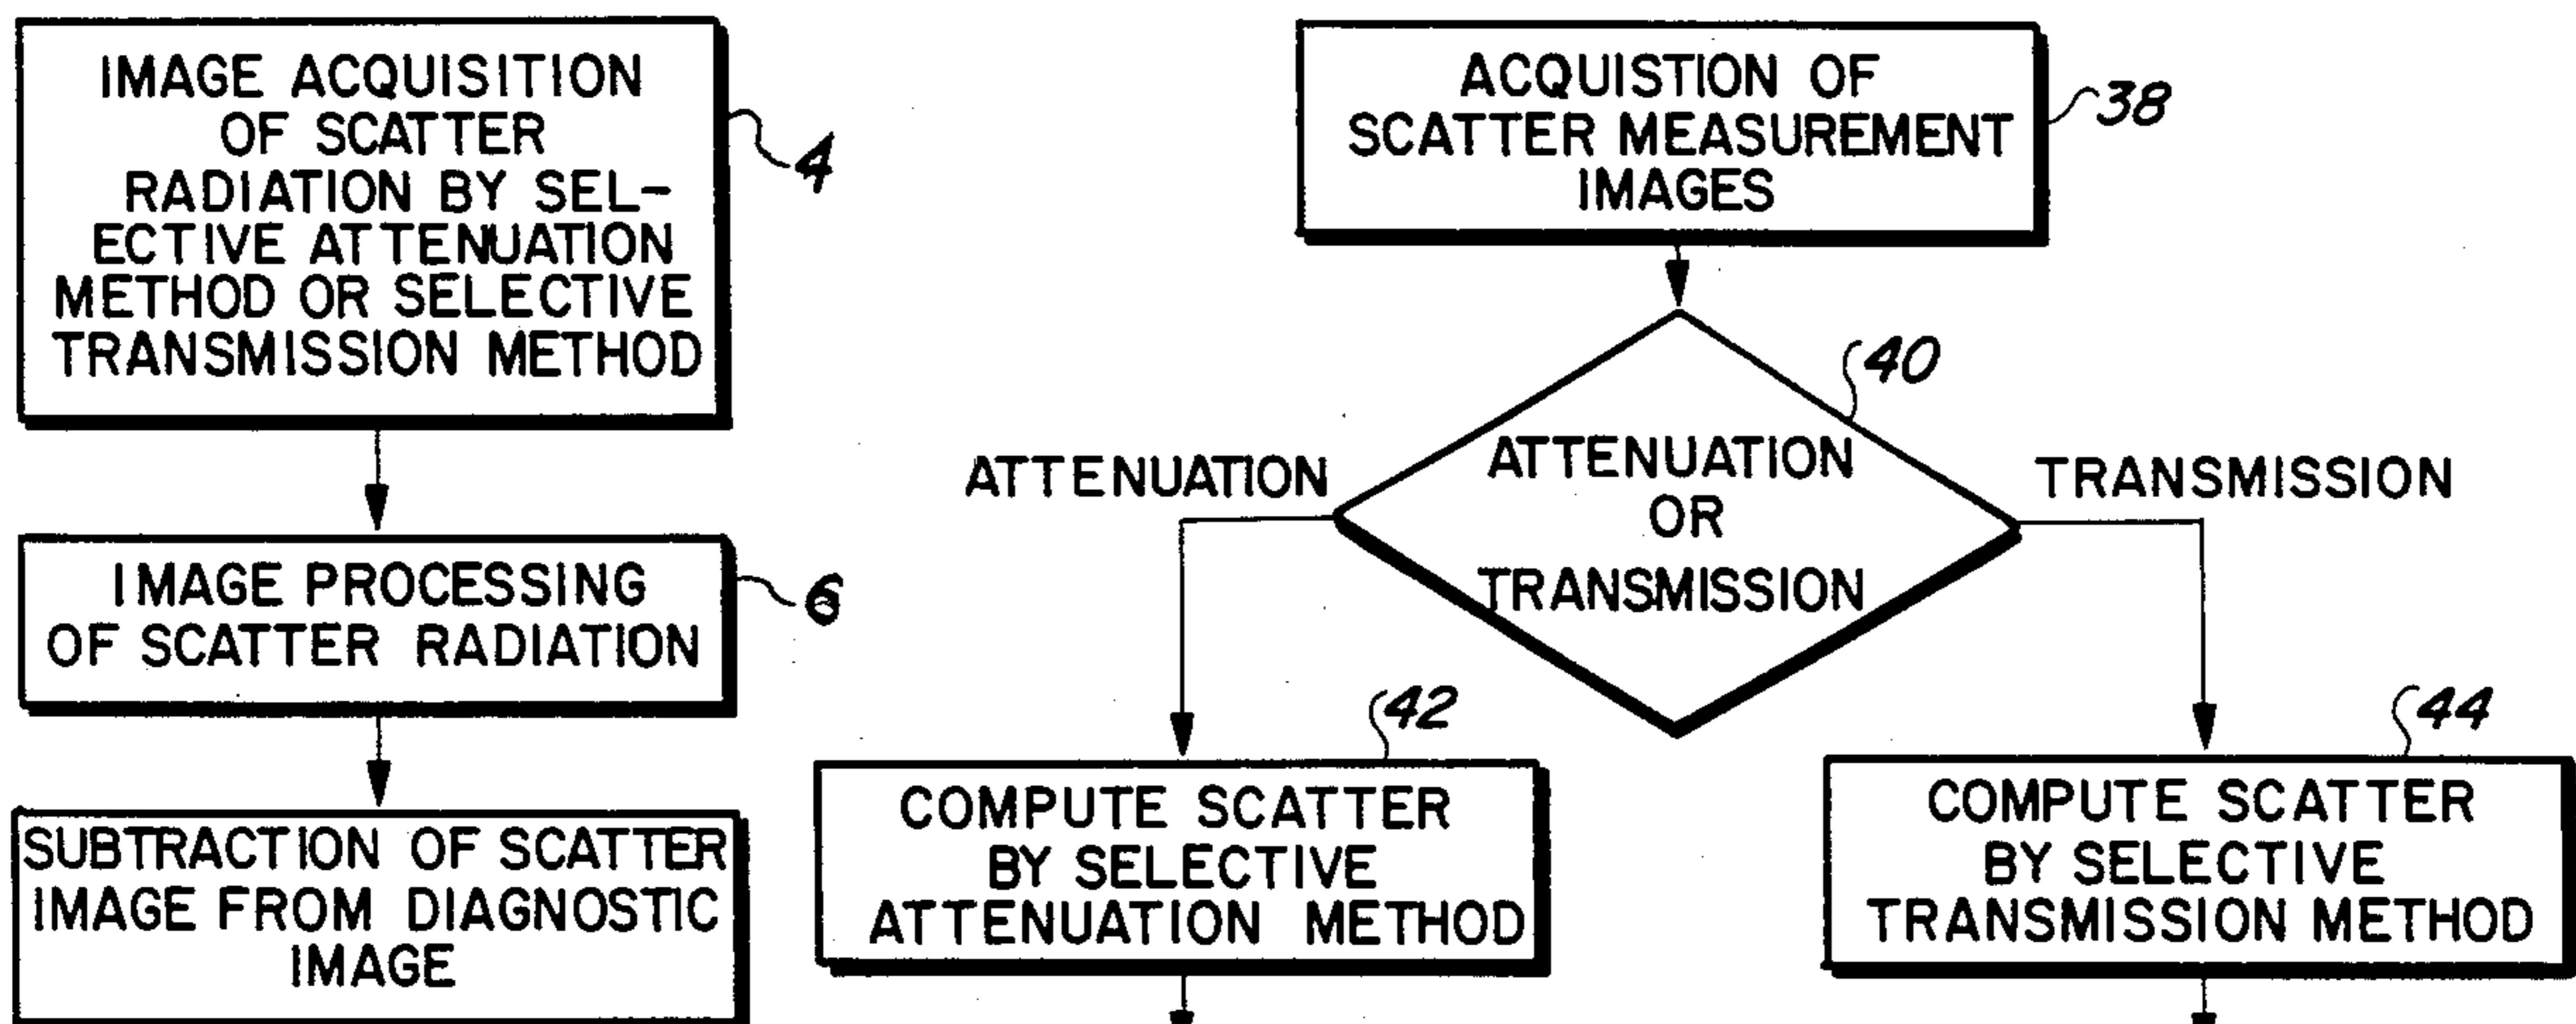 IMAGE ACQUISITION
OF SCATTER
RADIATION BY SEL-
ECTIVE ATTENUATION
METHOD OR SELECTIVE
TRANSMISSION METHOD
4
IMAGE PROCESSING
OF SCATTER RADIATION
6
SUBTRACTION OF SCATTER
IMAGE FROM DIAGNOSTIC
IMAGE
ACQUISTION OF
SCATTER MEASUREMENT
IMAGES
38
40
ATTENUATION
OR
TRANSMISSION
ATTENUATION
TRANSMISSION
42
COMPUTE SCATTER
BY SELECTIVE
ATTENUATION METHOD
44
COMPUTE SCATTER
BY SELECTIVE
TRANSMISSION METHOD